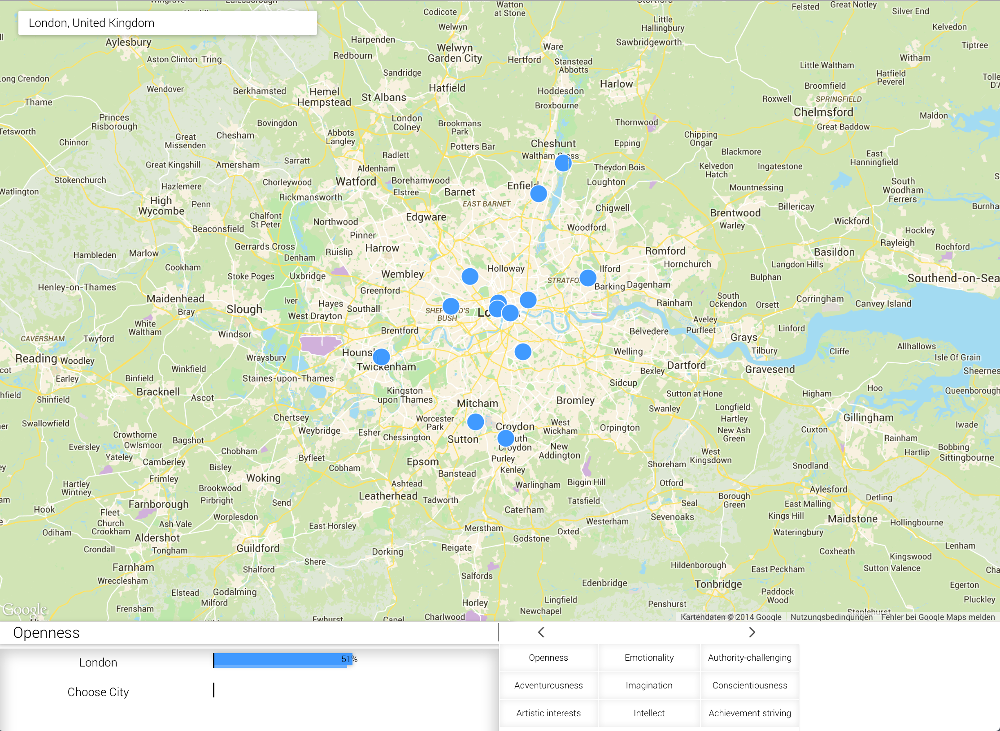 Wingrave
Edlesborough
Watton
at Stone
Stortford
Felsted
Great Notley
Silver End
Codicote
London, United Kingdom
Welwyn
Little
Hallingbury
Kelvedon
Aylesbury
Harpenden
Welwyn
Garden City
Ware
Sawbridgeworth
Tiptree
Aston Clinton
Tring
Redbourn
Hertford
Stanstead
Abbotts
Witham
Little Waltham
Sandridge
Hatfield
Peverel
Long Crendon
Wendover
Berkhamsted
Hemel
Hempstead
St Albans
Hatfield
Hoddesdon
Harlow
Broomfield
Tolle
D'A
Thame
Broxbourne
Roxwell
SPRINGFIELD
Chelmsford
Princes
Risborough
Bovingdon
London
Colney
Brookmans
Park
Thornwood
Maldon
Great Baddow
Tetsworth
Chinnor
Great
Missenden
Chesham
Abbots
Langley
Potters Bar
Cheshunt
Epping
Chipping
Ongar
Blackmore
East
Hanningfield
Great Kingshill
Amersham
Sarratt
Radlett
Waltham Cross
Theydon Bois
Kelvedon
Hatch
Ingatestone
Stokenchurch
Hazlemere
Chorleywood
Aldenham
Watford
Borehamwood
Elstree
Barnet
Enfield
Loughton
Mountnessing
South
Woodham
Ferrers
Watlington
High
Wycombe
Penn
Rickmansworth
EAST BARNET
Chigwell
Brentwood
Warley
Billericay
Burnha
Chalfont
St Peter
Northwood
Edgware
Woodford
Wickford
Beaconsfield
Pinner
Hockley
Gerrards Cross
Ruislip
Harrow
Romford
Rayleigh
Rochford
Hambleden
Marlow
Denham
Hornchurch
Basildon
Cookham
Stoke Poges
Uxbridge
Wembley
Holloway
Ilford
Langdon Hills
Henley-on-Thames
Greenford
STRATFO
Barking
Dagenham
Bulphan
Southend-on-Sea
Maidenhead
Bray
Slough
Iver
Hayes
Southall
Rainham
South
Ockendon
Orsett
Corringham
Canvey Island
West Drayton
SHEPHERD'S
BUSH
Lo
White
Waltham
Windsor
Brentford
Belvedere
Aveley
Purfleet
Linford
CAVERSHAM
Twyford
Grays
Reading
Woodley
Wraysbury
Hounsl
Twickenham
Welling
Tilbury
Cliffe
Allhallows
Isle Of Grain
cot
Earley
Winkfield
Binfield
Staines-upon-Thames
Bexley
Dartford
Gravesend
Sheernes
hfield
Shinfield
Bracknell
Ascot
Kingston
upon Thames
Mitcham
Bromley
Sidcup
Sutton at Hone
Higham
Hoo
Queenborough
Swallowfield
Chertsey
Worcester
Park
Croydon
West
Wickham
Swanley
Longfield
Hartley
New Ash
Green
Gillingham
Iwade
Crowthorne
Owlsmoor
Bagshot
Weybridge
Esher
Chessington
Sutton
South
Croydon
Orpington
Cuxton
Rainham
Eversley
Yateley
Camberley
Chobham
Byfleet
Epsom
Purley
Kenley
New
Addington
West
Kingsdown
Hartlip
Bobbing
Sittingbourne
Frimley
Bisley
Woking
Cobham
Banstead
Shoreham
Snodland
Hartley
Wintney
Brookwood
Pirbright
Ashtead
Leatherhead
Tadworth
Warlingham
Biggin Hill
Otford
Aylesford
am
Hook
Fleet
Church
Crookham
Farnborough
Send
Caterham
Tatsfield
Seal
Borough
Green
East Malling
Detling
Ash Vale
Worplesdon
East Horsley
Merstham
Westerham
Sevenoaks
Kings Hill
Maidstone
Hollingbourne
Odiham
Aldershot
Godstone
Oxted
Wateringbury
Crondall
Tongham
Guildford
Dorking
Reigate
Coxheath
Lenham
Farnham
Shere
Kingswood
Wrecclesham
Shalford
Salfords
Hildenborough
East Peckham
Sutton Valence
Cha
Elstead
Godalming
Milford
Edenbridge
Tonbridge
Paddock
Wood
Egerton
Frensham
Horley
Lingfield
Newchapel
Penshurst
Pluckley
Google
Ewhurst
Capel
Charlwood
Staplehurst
Kartendaten © 2014 Google
Nutzungsbedingungen
Fehler bei Google Maps melden
Openness
London
51%
Choose City
Openness
Emotionality
Authority-challenging
Adventurousness
Imagination
Conscientiousness
Artistic interests
Intellect
Achievement striving